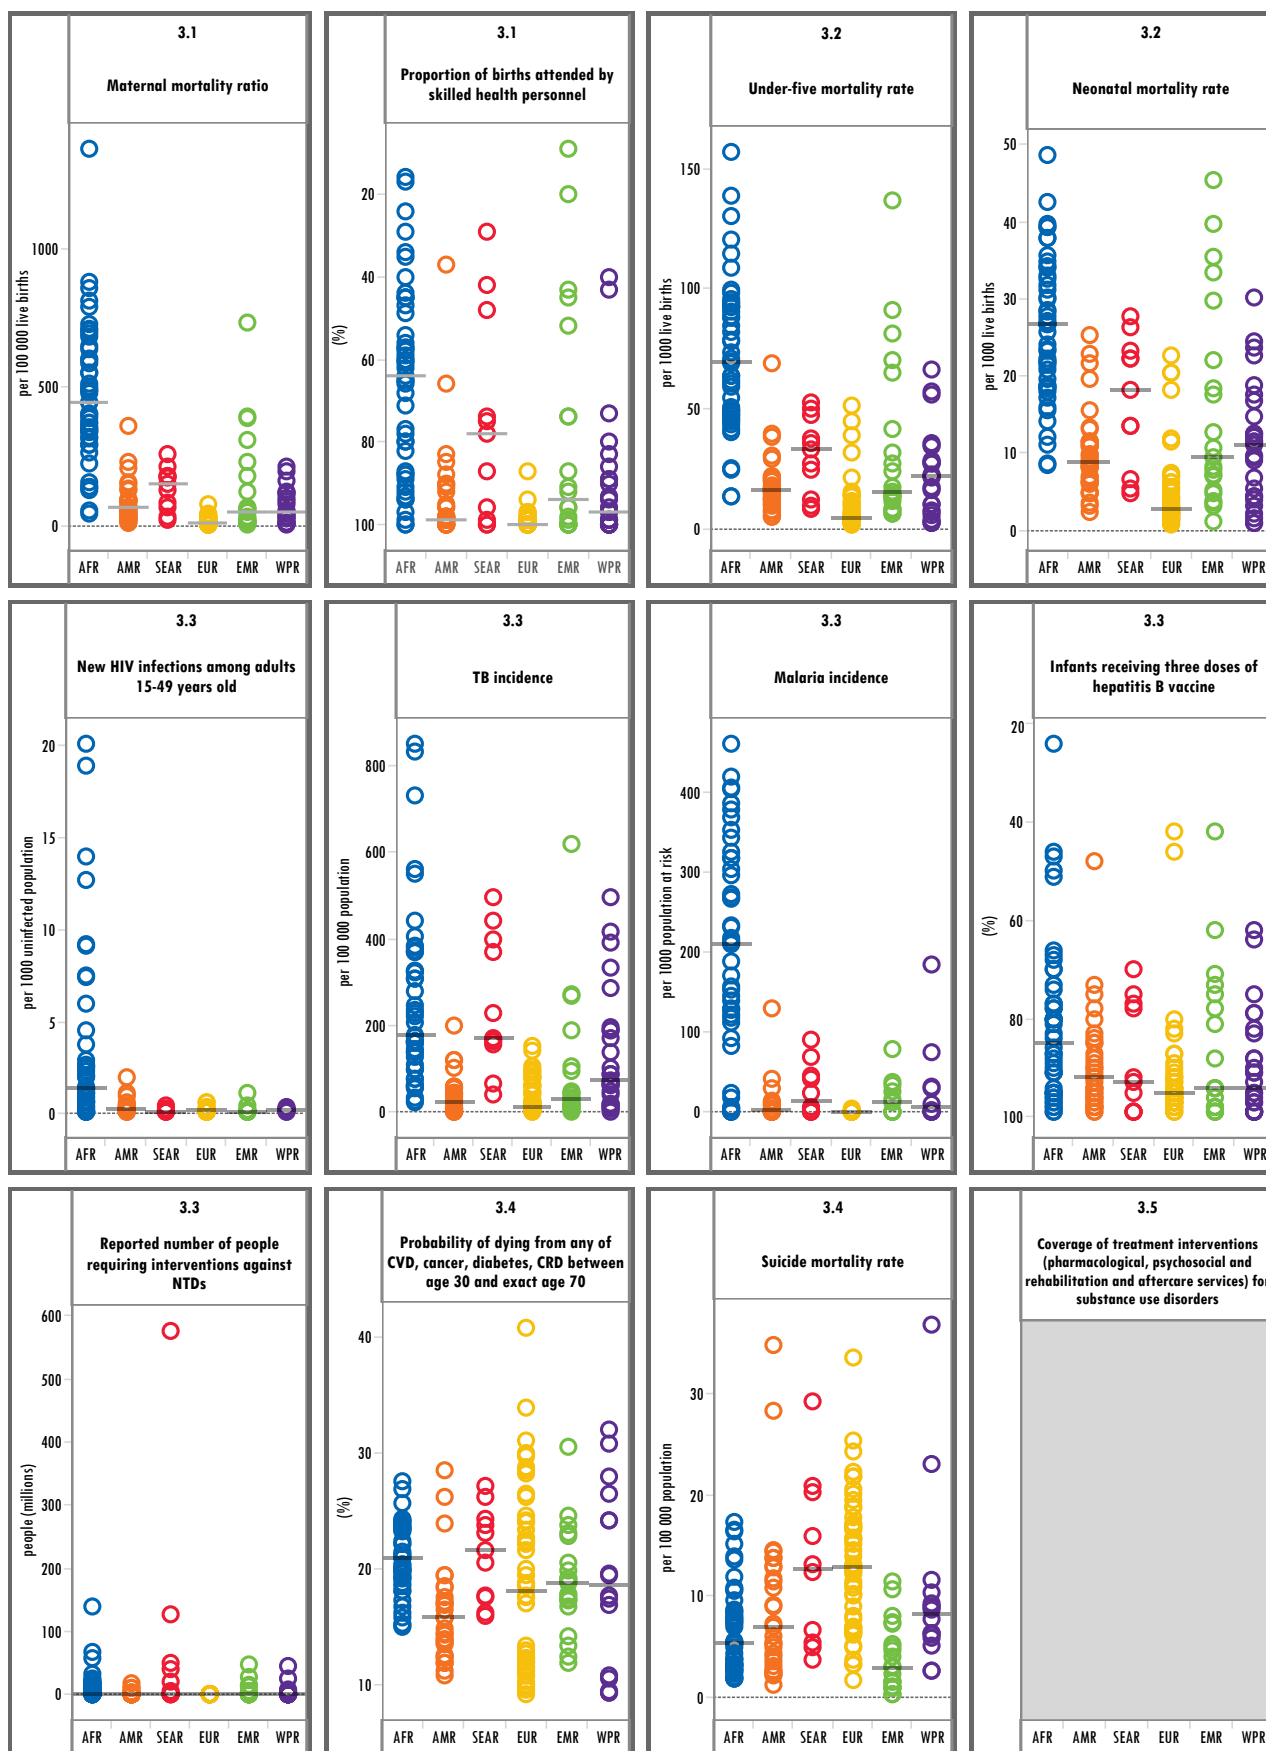 3.1
Maternal mortality ratio
per 100 000 live births
1000
500
0
AFR AMR SEAR EUR EMR WPR
3.1
Proportion of births attended by
skilled health personnel
(%)
20
40
60
80
100
AFR AMR SEAR EUR EMR WPR
3.2
Under-five mortality rate
per 1000 live births
150
100
50
0
AFR AMR SEAR EUR EMR WPR
3.2
Neonatal mortality rate
per 1000 live births
50
40
30
20
10
0
AFR AMR SEAR EUR EMR WPR
3.3
New HIV infections among adults
15-49 years old
per 1000 uninfected population
20
15
10
5
0
AFR AMR SEAR EUR EMR WPR
3.3
TB incidence
per 100 000 population
800
600
400
200
0
AFR AMR SEAR EUR EMR WPR
3.3
Malaria incidence
per 1000 population at risk
400
300
200
100
0
AFR AMR SEAR EUR EMR WPR
3.3
Infants receiving three doses of
hepatitis B vaccine
(%)
20
40
60
80
100
AFR AMR SEAR EUR EMR WPR
3.3
Reported number of people
requiring interventions against
NTDs
people (millions)
600
500
400
300
200
100
0
AFR AMR SEAR EUR EMR WPR
3.4
Probability of dying from any of
CVD, cancer, diabetes, CRD between
age 30 and exact age 70
(%)
40
30
20
10
AFR AMR SEAR EUR EMR WPR
3.4
Suicide mortality rate
per 100 000 population
30
20
10
0
AFR AMR SEAR EUR EMR WPR
3.5
Coverage of treatment interventions
(pharmacological, psychosocial and
rehabilitation and aftercare services) for
substance use disorders
AFR AMR SEAR EUR EMR WPR